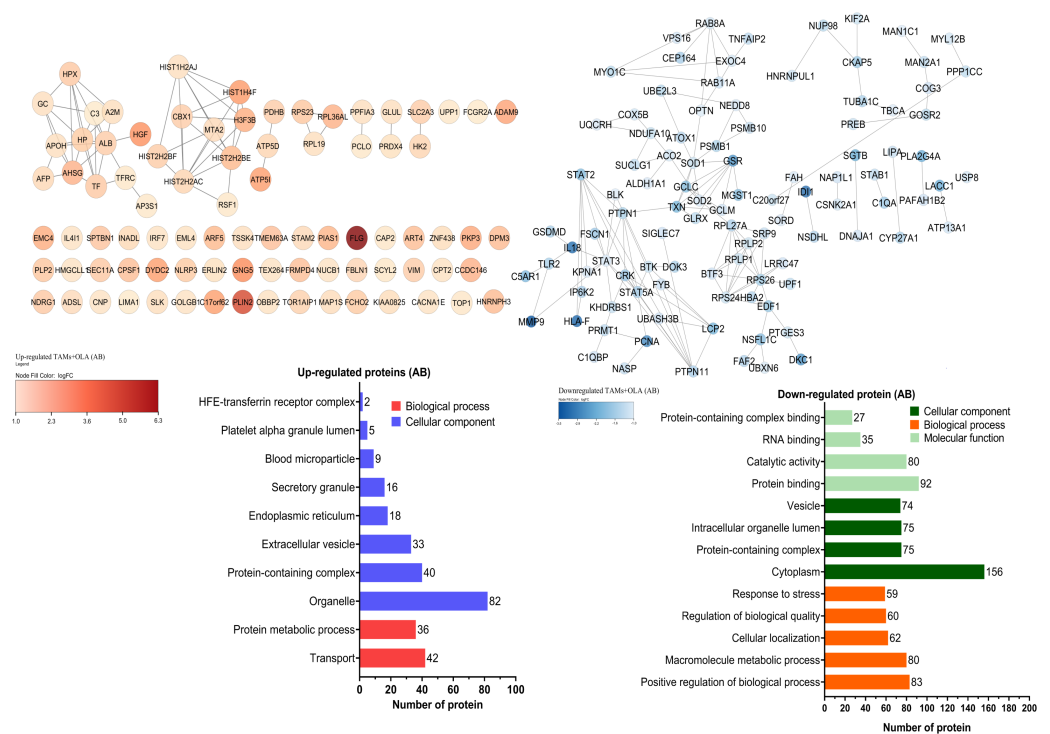 HPX
GC
C3
A2M
APOH
HP
ALB
HGF
AFP
AHSG
TF
TFRC
AP3S1
HIST1H2AJ
HIST1H4F
CBX1
H3F3B
MTA2
HIST2H2BF
HIST2H2BE
HIST2H2AC
RSF1
PDHB
RPS23
RPL36AL
PPFIA3
GLUL
SLC2A3
UPP1
FCGR2A
ADAM9
ATP5D
RPL19
PCLO
PRDX4
HK2
ATP5I
EMC4
IL4I1
SPTBN1
INADL
IRF7
EML4
ARF5
TSSK4
TMEM63A
STAM2
PIAS1
FLG
CAP2
ART4
ZNF438
PKP3
DPM3
PLP2
HMGCLL
SEC11A
CPSF1
DYDC2
NLRP3
ERLIN2
GNG5
TEX264
FRMPD4
NUCB1
FBLN1
SCYL2
VIM
CPT2
CCDC146
NDRG1
ADSL
CNP
LIMA1
SLK
GOLGB1
C17orf62
PLIN2
OBBP2
TOR1AIP1
MAP1S
FCHO2
KIAA0825
CACNA1E
TOP1
HNRNPH3
RAB8A
VPS16
TNFAIP2
CEP164
EXOC4
MYO1C
RAB11A
UBE2L3
NEDD8
OPTN
COX5B
UQCRH
NDUFA10
ATOX1
PSMB10
PSMB1
ACO2
SOD1
GSR
SUCLG1
STAT2
ALDH1A1
GCLC
MGST1
BLK
SOD2
TXN
GCLM
C20orf27
PTPN1
GLRX
SORD
GSDMD
FSCN1
SIGLEC7
RPL27A
SRP9
IL18
RPLP2
TLR2
STAT3
RPLP1
LRRC47
C5AR1
KPNA1
BTK
DOK3
BTF3
RPS26
CRK
FYB
UPF1
IP6K2
STAT5A
RPS24
HBA2
EDF1
MMP9
HLA-F
KHDRBS1
UBASH3B
LCP2
PTGES3
PRMT1
PCNA
NSFL1C
C1QBP
NASP
PTPN11
FAF2
UBXN6
DKC1
NUP98
KIF2A
MAN1C1
MYL12B
HNRNPUL1
CKAP5
MAN2A1
PPP1CC
COG3
TUBA1C
TBCA
GOSR2
PREB
SGTB
LIPA
PLA2G4A
FAH
NAP1L1
STAB1
LACC1
USP8
IDI1
CSNK2A1
C1QA
PAFAH1B2
NSDHL
DNAJA1
CYP27A1
ATP13A1
Up-regulated TAMs+OLA (AB)
Legend
Node Fill Color: logFC
1.0 2.3 3.6 5.0 6.3
Downregulated TAMs+OLA (AB)
Node Fill Color: logFC
Up-regulated proteins (AB)
Biological process
Cellular component
HFE-transferrin receptor complex 2
Platelet alpha granule lumen 5
Blood microparticle 9
Secretory granule 16
Endoplasmic reticulum 18
Extracellular vesicle 33
Protein-containing complex 40
Organelle 82
Protein metabolic process 36
Transport 42
0 20 40 60 80 100
Number of protein
Down-regulated protein (AB)
Cellular component
Biological process
Molecular function
Protein-containing complex binding 27
RNA binding 35
Catalytic activity 80
Protein binding 92
Vesicle 74
Intracellular organelle lumen 75
Protein-containing complex 75
Cytoplasm 156
Response to stress 59
Regulation of biological quality 60
Cellular localization 62
Macromolecule metabolic process 80
Positive regulation of biological process 83
0 20 40 60 80 100 120 140 160 180 200
Number of protein